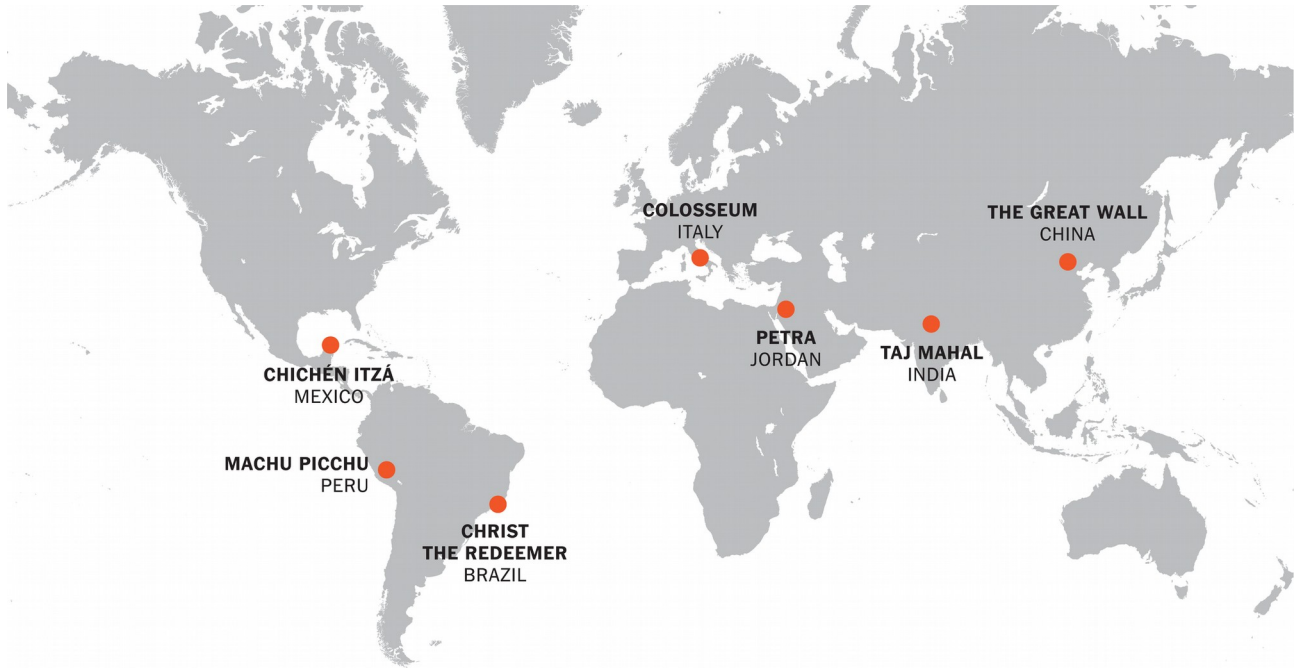 COLOSSEUM
ITALY
THE GREAT WALL
CHINA
PETRA
JORDAN
TAJ MAHAL
INDIA
CHICHÉN ITZÁ
MEXICO
MACHU PICCHU
PERU
CHRIST
THE REDEEMER
BRAZIL